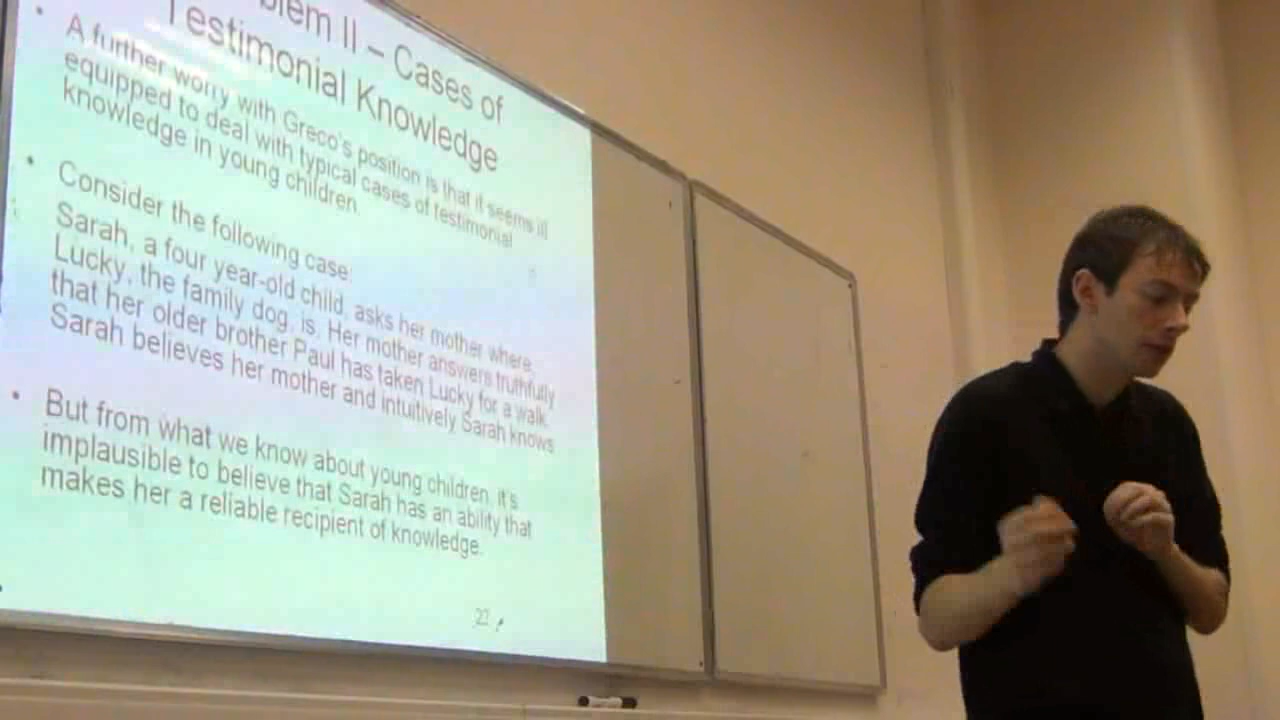 blem II – Cases of
Testimonial Knowledge
• A further worry with Greco's position is that it seems ill
equipped to deal with typical cases of testimonial
knowledge in young children.
• Consider the following case:
Sarah, a four year-old child, asks her mother where,
Lucky, the family dog, is. Her mother answers truthfully
that her older brother Paul has taken Lucky for a walk.
Sarah believes her mother and intuitively Sarah knows
• But from what we know about young children, it's
implausible to believe that Sarah has an ability that
makes her a reliable recipient of knowledge.
22